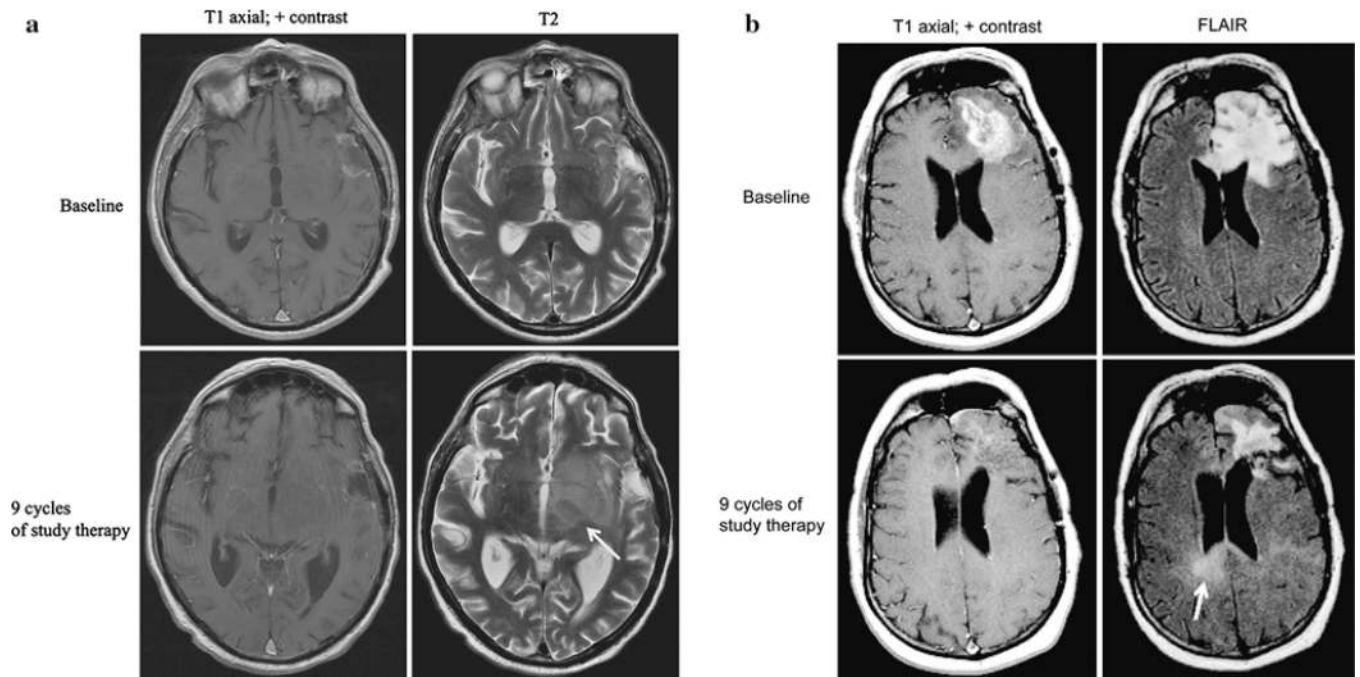 a
T1 axial; + contrast
T2
Baseline
9 cycles
of study therapy
b
T1 axial; + contrast
FLAIR
Baseline
9 cycles of
study therapy